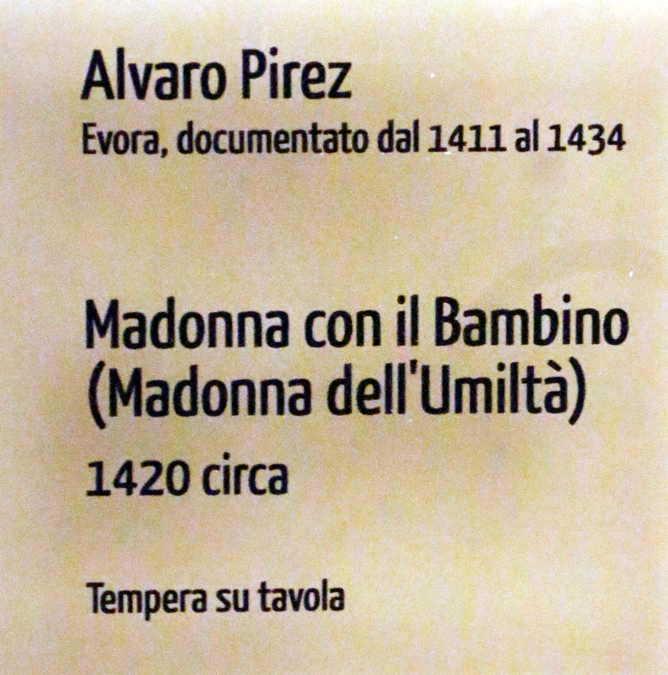 Alvaro Pirez
Evora, documentato dal 1411 al 1434
Madonna con il Bambino
(Madonna dell'Umiltà)
1420 circa
Tempera su tavola